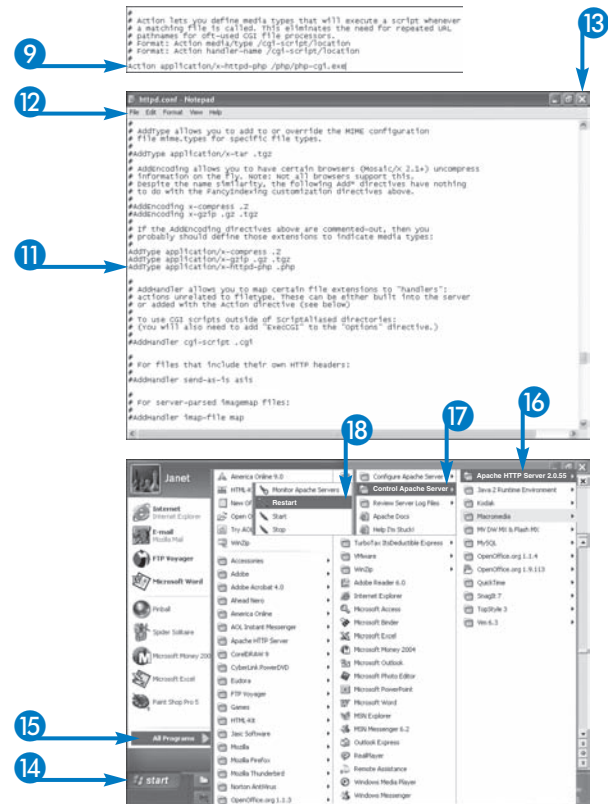 #
# Action lets you define media types that will execute a script whenever
# a matching file is called. This eliminates the need for repeated URL
# pathnames for oft-used CGI file processors.
# Format: Action media/type /cgi-script/location
# Format: Action handler-name /cgi-script/location
#
Action application/x-httpd-php /php/php-cgi.exe
9
13
12
httpd.conf - Notepad
File Edit Format View Help
#
# AddType allows you to add to or override the MIME configuration
# file mime.types for specific file types.
#
#AddType application/x-tar .tgz
#
# AddEncoding allows you to have certain browsers (Mosaic/X 2.1+) uncompress
# information on the fly. Note: Not all browsers support this.
# Despite the name similarity, the following Add* directives have nothing
# to do with the FancyIndexing customization directives above.
#
#AddEncoding x-compress .Z
#AddEncoding x-gzip .gz .tgz
#
# If the AddEncoding directives above are commented-out, then you
# probably should define those extensions to indicate media types:
#
AddType application/x-compress .Z
AddType application/x-gzip .gz .tgz
AddType application/x-httpd-php .php
11
#
# AddHandler allows you to map certain file extensions to "handlers":
# actions unrelated to filetype. These can be either built into the server
# or added with the Action directive (see below)
#
# To use CGI scripts outside of ScriptAliased directories:
# (You will also need to add "ExecCGI" to the "Options" directive.)
#
#AddHandler cgi-script .cgi
#
# For files that include their own HTTP headers:
#
#AddHandler send-as-is asis
#
# For server-parsed imagemap files:
#
#AddHandler imap-file map
18
17
16
Janet
Internet
Internet Explorer
E-mail
Mozilla Mail
FTP Voyager
Microsoft Word
Pinball
Spider Solitaire
Microsoft Money 200
Microsoft Excel
Paint Shop Pro 5
15
All Programs
14
start
America Online 9.0
HTML-Kit
New Of
Open O
Try AOL
WinZip
Accessories
Adobe
Adobe Acrobat 4.0
Ahead Nero
America Online
AOL Instant Messenger
Apache HTTP Server
CorelDRAW 9
CyberLink PowerDVD
Eudora
FTP Voyager
Games
HTML-Kit
Jasc Software
Mozilla
Mozilla Firefox
Mozilla Thunderbird
Norton AntiVirus
OpenOffice.org 1.1.3
Monitor Apache Servers
Restart
Start
Stop
Configure Apache Server
Control Apache Server
Review Server Log Files
Apache Docs
Help I'm Stuck!
TurboTax ItsDeductible Express
VMware
WinZip
Adobe Reader 6.0
Internet Explorer
Microsoft Access
Microsoft Binder
Microsoft Excel
Microsoft Money 2004
Microsoft Outlook
Microsoft Photo Editor
Microsoft PowerPoint
Microsoft Word
MSN Explorer
MSN Messenger 6.2
Outlook Express
RealPlayer
Remote Assistance
Windows Media Player
Windows Messenger
Apache HTTP Server 2.0.55
Java 2 Runtime Environment
Kodak
Macromedia
MV DW MX & Flash MX
MySQL
OpenOffice.org 1.1.4
OpenOffice.org 1.9.113
QuickTime
SnagIt 7
TopStyle 3
Vim 6.3